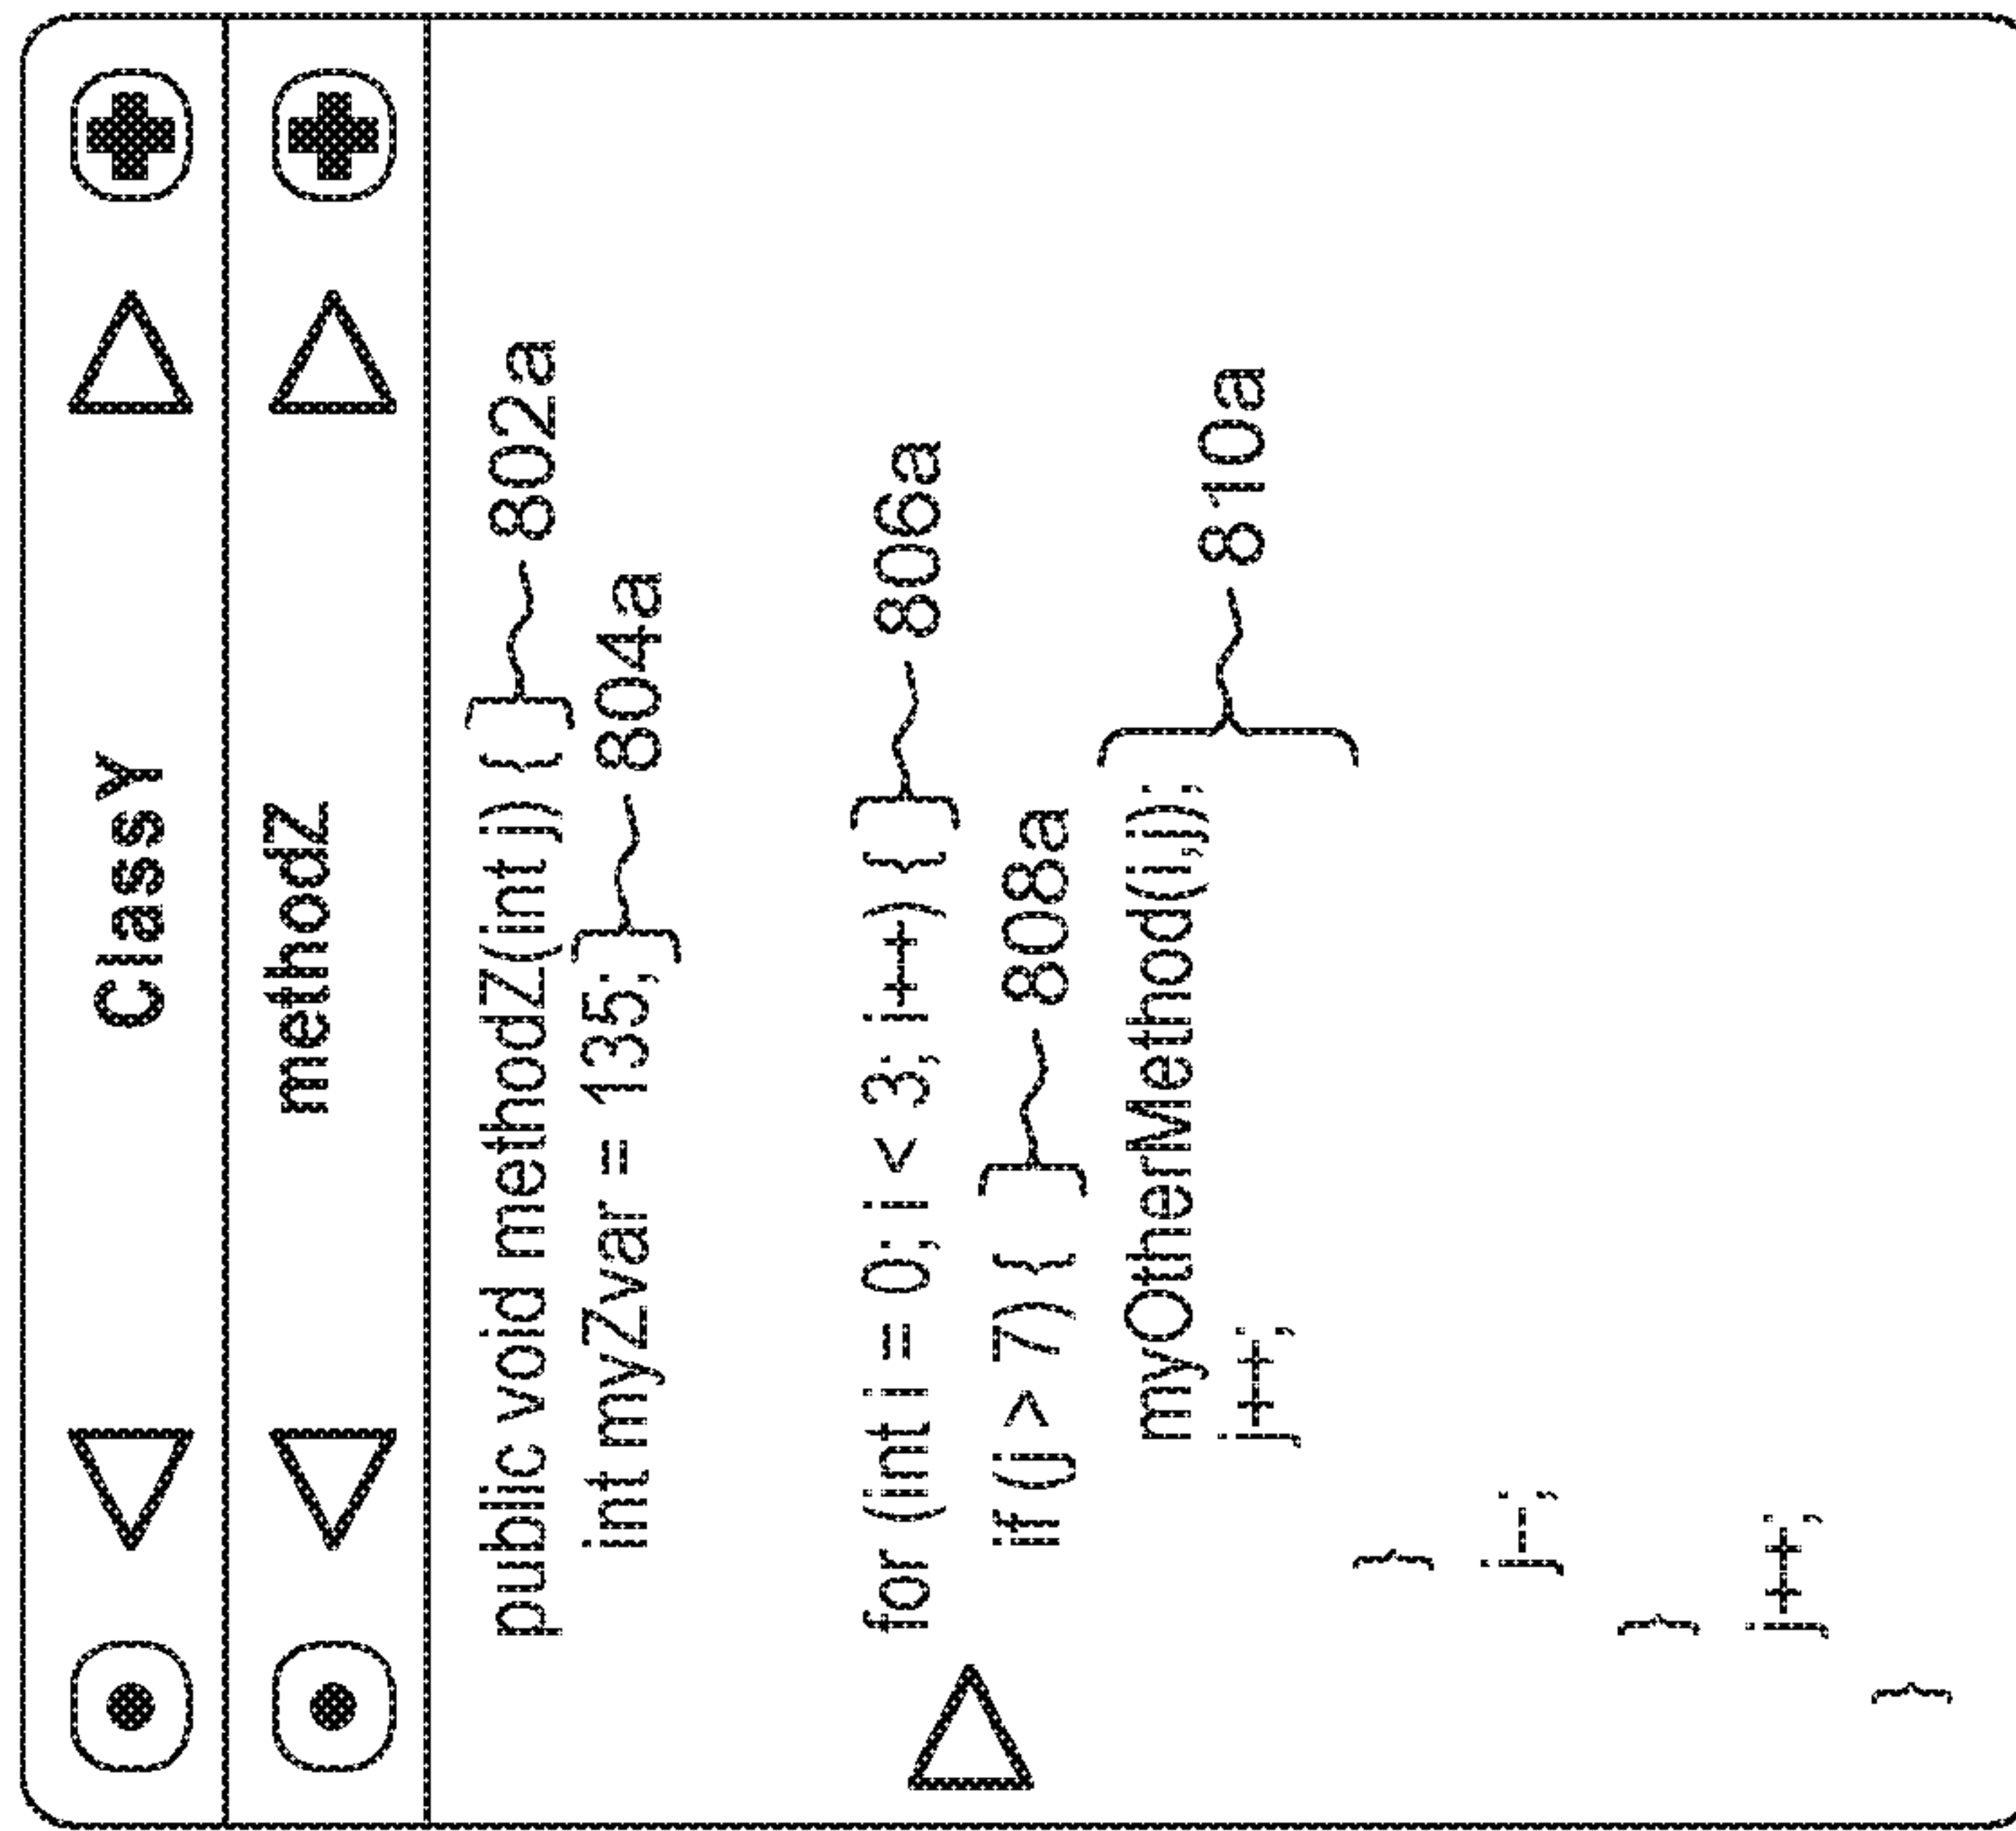 ClassY
methodZ
public void methodZ(int j) { 802a
int myZvar = 135; 804a
for (int i = 0; i < 3; i++) { 806a
if (j > 7) { 808a
myOtherMethod(i,j); 810a
j++;
}
j--;
}
j++;
}